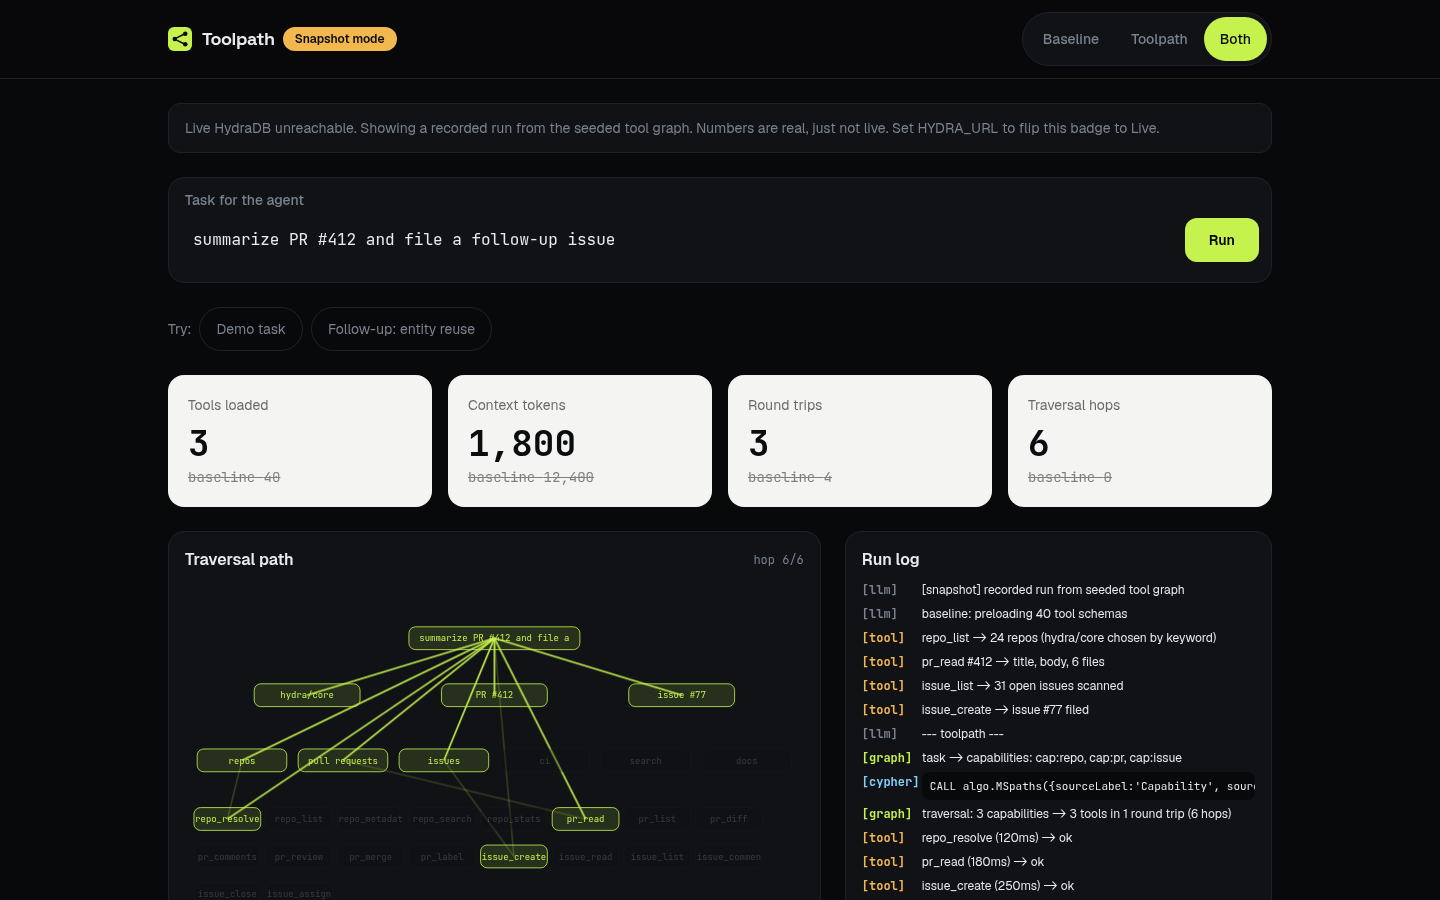 Toolpath
Snapshot mode
Baseline
Toolpath
Both
Live HydraDB unreachable. Showing a recorded run from the seeded tool graph. Numbers are real, just not live. Set HYDRA_URL to flip this badge to Live.
Task for the agent
summarize PR #412 and file a follow-up issue
Run
Try:
Demo task
Follow-up: entity reuse
Tools loaded
3
baseline 40
Context tokens
1,800
baseline 12,400
Round trips
3
baseline 4
Traversal hops
6
baseline 0
Traversal path
hop 6/6
summarize PR #412 and file a
hydra/core
PR #412
issue #77
repos
pull requests
issues
ci
search
docs
repo_resolve
repo_list
repo_metadat
repo_search
repo_stats
pr_read
pr_list
pr_diff
pr_comments
pr_review
pr_merge
pr_label
issue_create
issue_read
issue_list
issue_commen
issue_close
issue_assign
Run log
[llm] [snapshot] recorded run from seeded tool graph
[llm] baseline: preloading 40 tool schemas
[tool] repo_list → 24 repos (hydra/core chosen by keyword)
[tool] pr_read #412 → title, body, 6 files
[tool] issue_list → 31 open issues scanned
[tool] issue_create → issue #77 filed
[llm] --- toolpath ---
[graph] task → capabilities: cap:repo, cap:pr, cap:issue
[cypher] CALL algo.MSpaths({sourceLabel:'Capability', sour
[graph] traversal: 3 capabilities → 3 tools in 1 round trip (6 hops)
[tool] repo_resolve (120ms) → ok
[tool] pr_read (180ms) → ok
[tool] issue_create (250ms) → ok